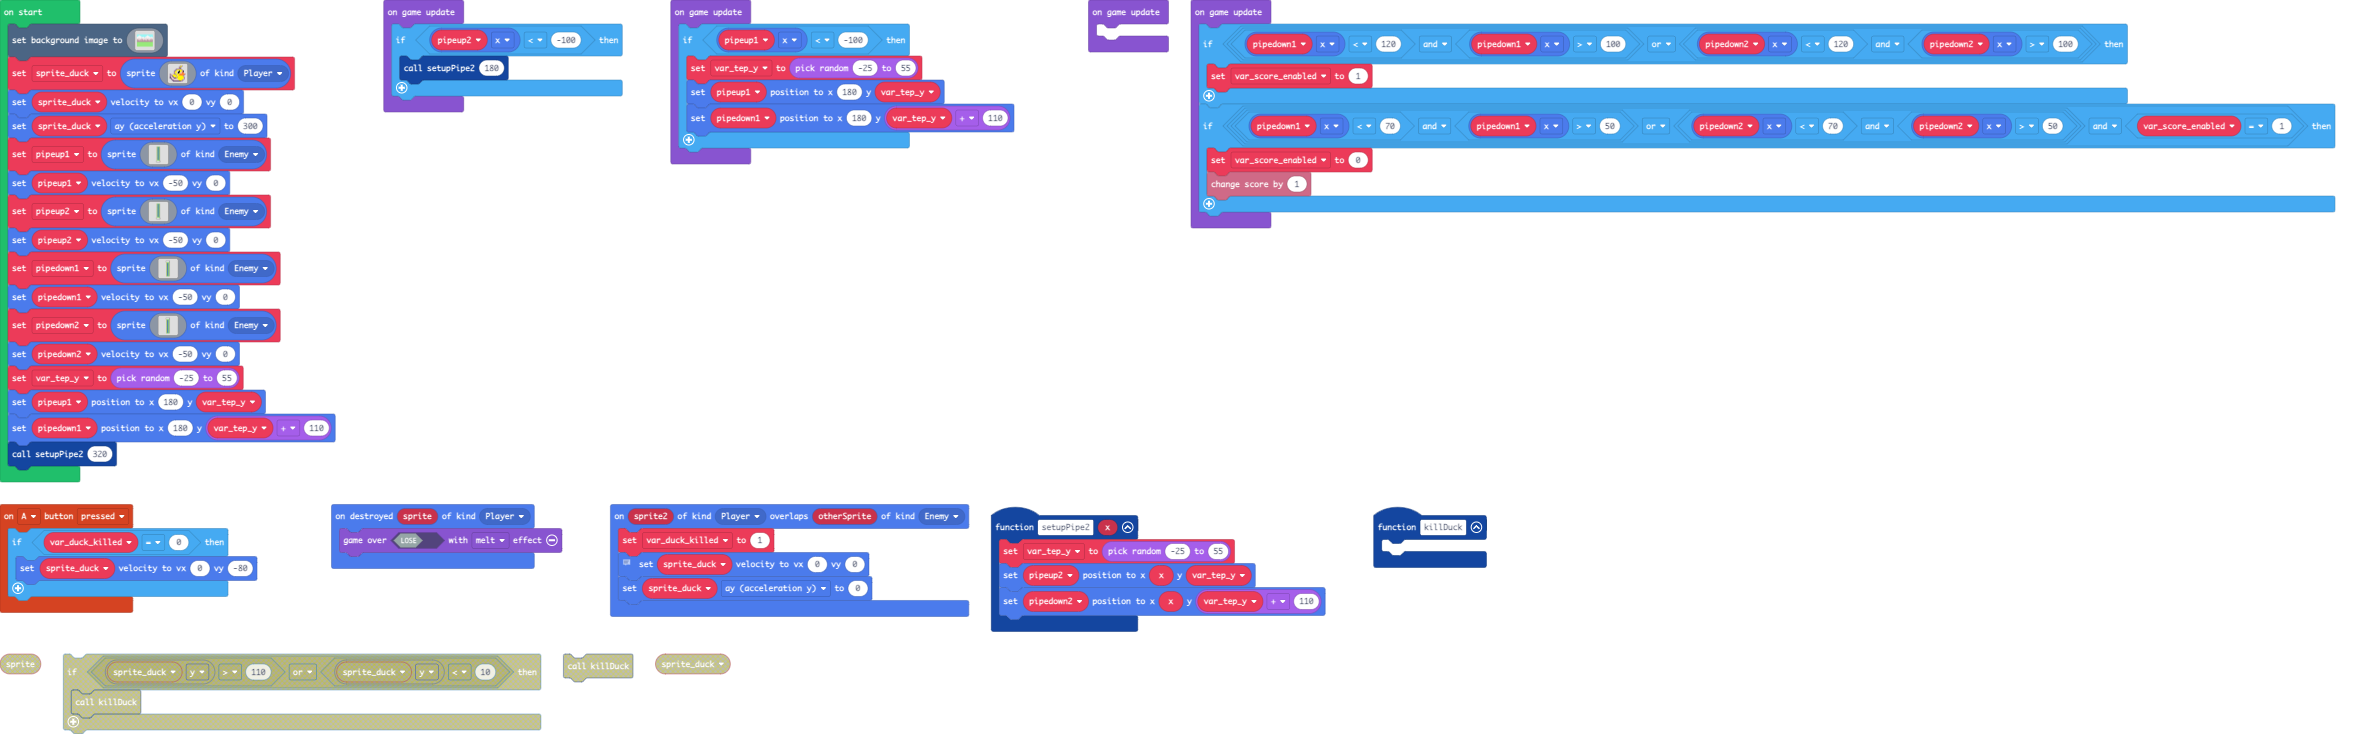 on start
set background image to
set sprite_duck to sprite of kind Player
set sprite_duck velocity to vx 0 vy 0
set sprite_duck ay (acceleration y) to 300
set pipeup1 to sprite of kind Enemy
set pipeup1 velocity to vx -50 vy 0
set pipeup2 to sprite of kind Enemy
set pipeup2 velocity to vx -50 vy 0
set pipedown1 to sprite of kind Enemy
set pipedown1 velocity to vx -50 vy 0
set pipedown2 to sprite of kind Enemy
set pipedown2 velocity to vx -50 vy 0
set var_tep_y to pick random -25 to 55
set pipeup1 position to x 180 y var_tep_y
set pipedown1 position to x 180 y var_tep_y + 110
call setupPipe2 320
on game update
if pipeup2 x < -100 then
call setupPipe2 180
on game update
if pipeup1 x < -100 then
set var_tep_y to pick random -25 to 55
set pipeup1 position to x 180 y var_tep_y
set pipedown1 position to x 180 y var_tep_y + 110
on game update
on game update
if pipedown1 x < 120 and pipedown1 x > 100 or pipedown2 x < 120 and pipedown2 x > 100 then
set var_score_enabled to 1
if pipedown1 x < 70 and pipedown1 x > 50 or pipedown2 x < 70 and pipedown2 x > 50 and var_score_enabled = 1 then
set var_score_enabled to 0
change score by 1
on A button pressed
if var_duck_killed = 0 then
set sprite_duck velocity to vx 0 vy -80
on destroyed sprite of kind Player
game over LOSE with melt effect
on sprite2 of kind Player overlaps otherSprite of kind Enemy
set var_duck_killed to 1
set sprite_duck velocity to vx 0 vy 0
set sprite_duck ay (acceleration y) to 0
function setupPipe2 x
set var_tep_y to pick random -25 to 55
set pipeup2 position to x x y var_tep_y
set pipedown2 position to x x y var_tep_y + 110
function killDuck
sprite
if sprite_duck y > 110 or sprite_duck y < 10 then
call killDuck
call killDuck
sprite_duck